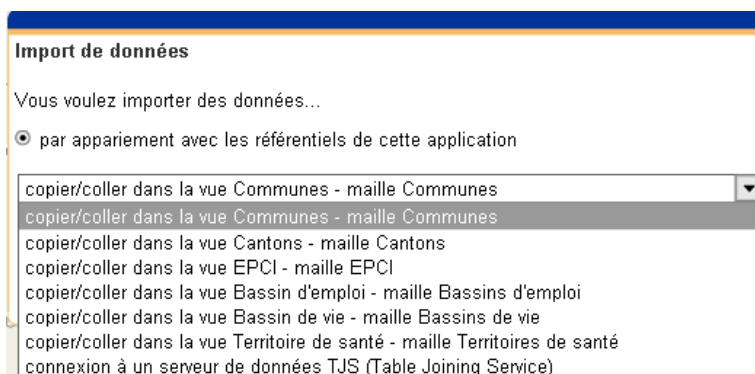 Import de données
Vous voulez importer des données...
par appariement avec les référentiels de cette application
copier/coller dans la vue Communes - maille Communes
copier/coller dans la vue Communes - maille Communes
copier/coller dans la vue Cantons - maille Cantons
copier/coller dans la vue EPCI - maille EPCI
copier/coller dans la vue Bassin d'emploi - maille Bassins d'emploi
copier/coller dans la vue Bassin de vie - maille Bassins de vie
copier/coller dans la vue Territoire de santé - maille Territoires de santé
connexion à un serveur de données TJS (Table Joining Service)